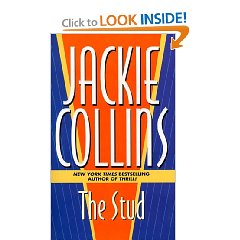 Click to LOOK INSIDE!
JACKIE
COLLINS
NEW YORK TIMES BESTSELLING
AUTHOR OF THRILL!
The Stud